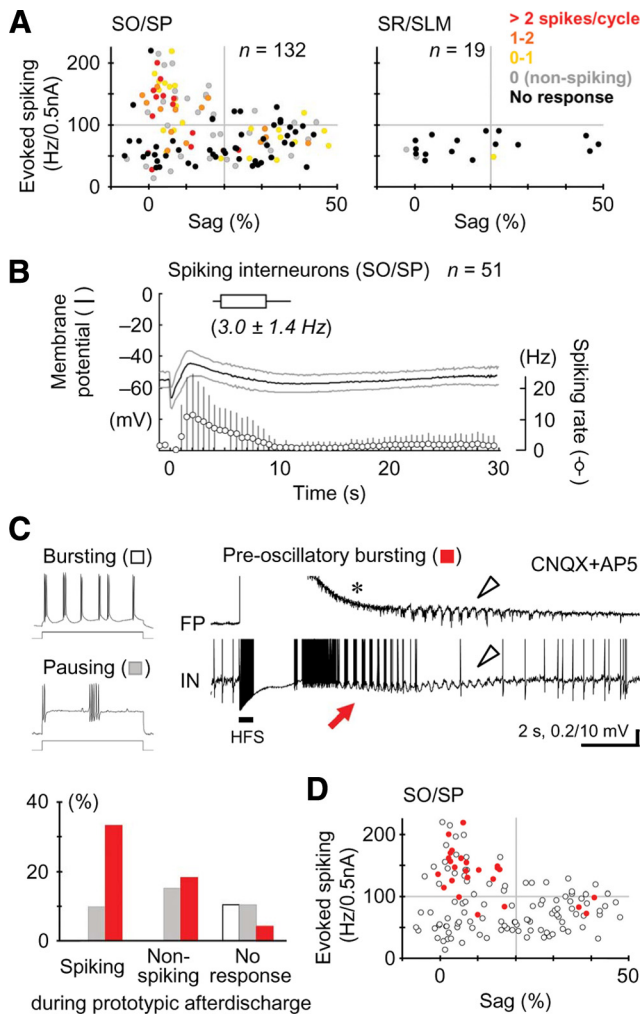 A
SO/SP
n = 132
Evoked spiking
(Hz/0.5nA)
200
100
0
0
50
Sag (%)
SR/SLM
n = 19
0
50
Sag (%)
> 2 spikes/cycle
1-2
0-1
0 (non-spiking)
No response
B
Spiking interneurons (SO/SP) n = 51
Membrane
potential (|)
0
–20
–40
–60
(mV)
(3.0 ± 1.4 Hz)
(Hz)
20
10
0
Spiking rate
(-o-)
0
10
20
30
Time (s)
C
Bursting (□)
Pausing (■)
Pre-oscillatory bursting (■)
CNQX+AP5
*
FP
IN
HFS
2 s, 0.2/10 mV
40
(%)
20
0
Spiking
Non-
spiking
No
response
during prototypic afterdischarge
D
SO/SP
Evoked spiking
(Hz/0.5nA)
200
100
0
0
50
Sag (%)